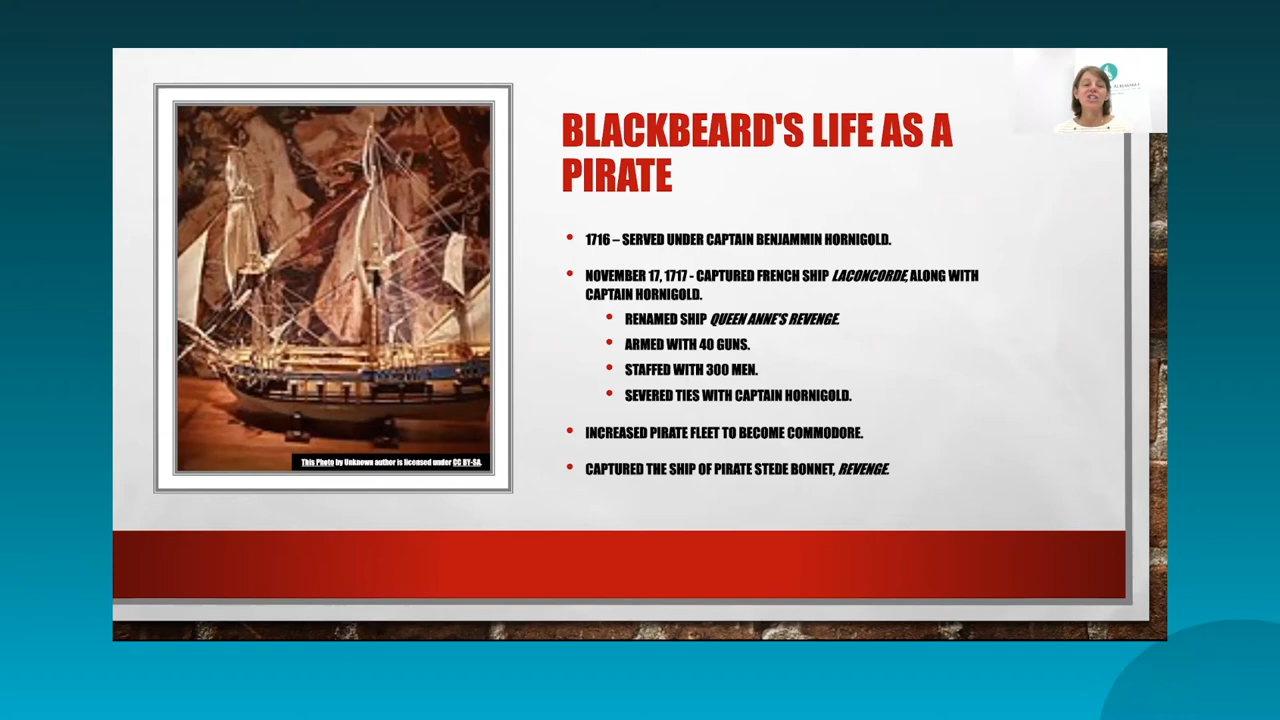 BLACKBEARD'S LIFE AS A
PIRATE
1716 – SERVED UNDER CAPTAIN BENJAMMIN HORNIGOLD.
NOVEMBER 17, 1717 - CAPTURED FRENCH SHIP LACONCORDE, ALONG WITH
CAPTAIN HORNIGOLD.
RENAMED SHIP QUEEN ANNE'S REVENGE.
ARMED WITH 40 GUNS.
STAFFED WITH 300 MEN.
SEVERED TIES WITH CAPTAIN HORNIGOLD.
INCREASED PIRATE FLEET TO BECOME COMMODORE.
CAPTURED THE SHIP OF PIRATE STEDE BONNET, REVENGE.
This Photo by Unknown author is licensed under CC BY-SA.